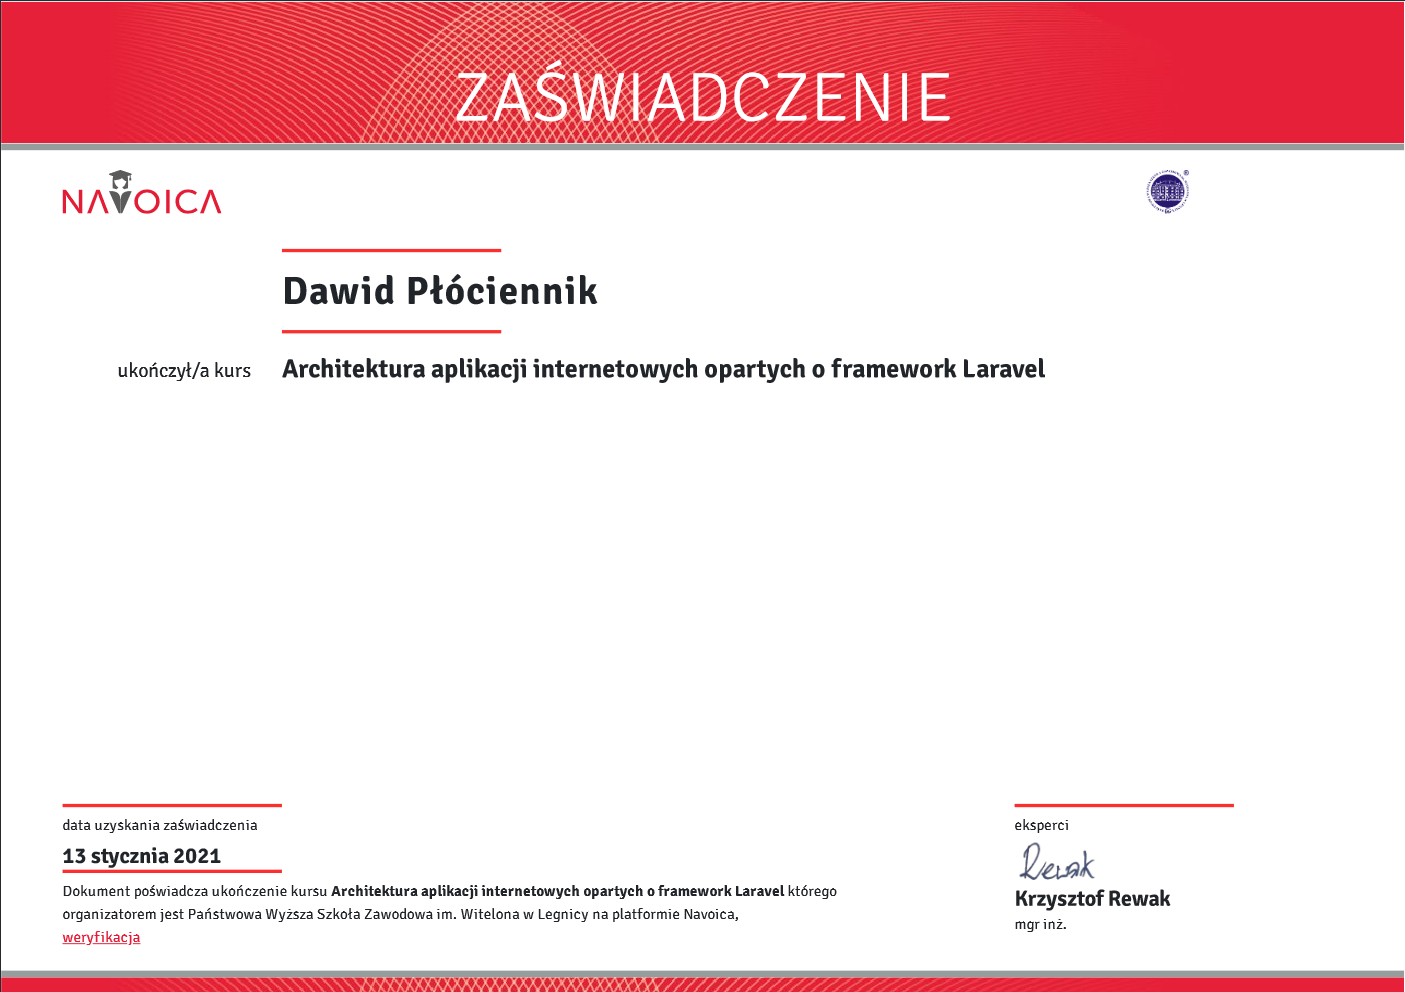 ZAŚWIADCZENIE
NAVOICA
Dawid Płóciennik
ukończył/a kurs Architektura aplikacji internetowych opartych o framework Laravel
data uzyskania zaświadczenia
13 stycznia 2021
Dokument poświadcza ukończenie kursu Architektura aplikacji internetowych opartych o framework Laravel którego
organizatorem jest Państwowa Wyższa Szkoła Zawodowa im. Witelona w Legnicy na platformie Navoica,
weryfikacja
eksperci
Rewak
Krzysztof Rewak
mgr inż.